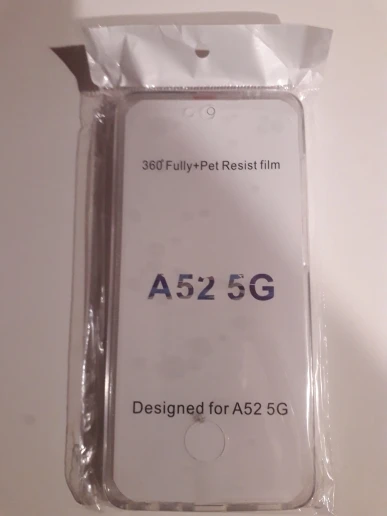 360°Fully+Pet Resist film
A52 5G
Designed for A52 5G